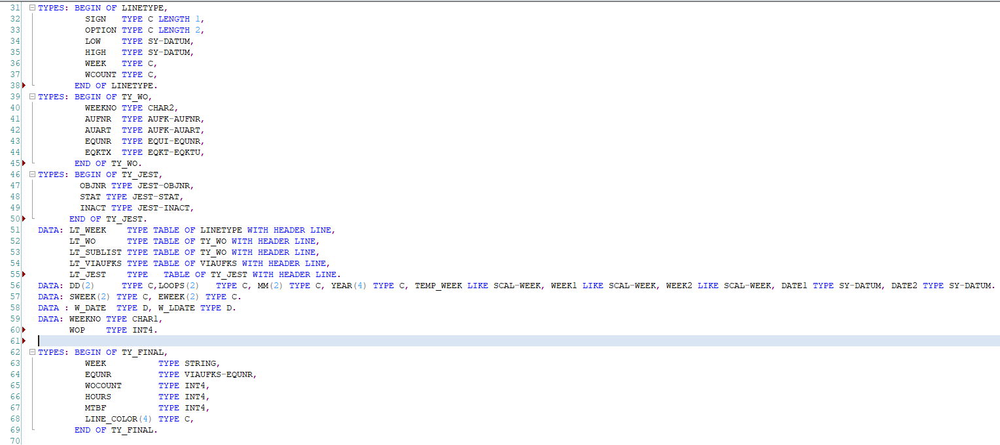 31 TYPES: BEGIN OF LINETYPE,
32 SIGN TYPE C LENGTH 1,
33 OPTION TYPE C LENGTH 2,
34 LOW TYPE SY-DATUM,
35 HIGH TYPE SY-DATUM,
36 WEEK TYPE C,
37 WCOUNT TYPE C,
38 END OF LINETYPE.
39 TYPES: BEGIN OF TY_WO,
40 WEEKNO TYPE CHAR2,
41 AUFNR TYPE AUFK-AUFNR,
42 AUART TYPE AUFK-AUART,
43 EQUNR TYPE EQUI-EQUNR,
44 EQKTX TYPE EQKT-EQKTU,
45 END OF TY_WO.
46 TYPES: BEGIN OF TY_JEST,
47 OBJNR TYPE JEST-OBJNR,
48 STAT TYPE JEST-STAT,
49 INACT TYPE JEST-INACT,
50 END OF TY_JEST.
51 DATA: LT_WEEK TYPE TABLE OF LINETYPE WITH HEADER LINE,
52 LT_WO TYPE TABLE OF TY_WO WITH HEADER LINE,
53 LT_SUBLIST TYPE TABLE OF TY_WO WITH HEADER LINE,
54 LT_VIAUFKS TYPE TABLE OF VIAUFKS WITH HEADER LINE,
55 LT_JEST TYPE TABLE OF TY_JEST WITH HEADER LINE.
56 DATA: DD(2) TYPE C,LOOPS(2) TYPE C, MM(2) TYPE C, YEAR(4) TYPE C, TEMP_WEEK LIKE SCAL-WEEK, WEEK1 LIKE SCAL-WEEK, WEEK2 LIKE SCAL-WEEK, DATE1 TYPE SY-DATUM, DATE2 TYPE SY-DATUM.
57 DATA: SWEEK(2) TYPE C, EWEEK(2) TYPE C.
58 DATA : W_DATE TYPE D, W_LDATE TYPE D.
59 DATA: WEEKNO TYPE CHAR1,
60 WOP TYPE INT4.
61
62 TYPES: BEGIN OF TY_FINAL,
63 WEEK TYPE STRING,
64 EQUNR TYPE VIAUFKS-EQUNR,
65 WOCOUNT TYPE INT4,
66 HOURS TYPE INT4,
67 MTBF TYPE INT4,
68 LINE_COLOR(4) TYPE C,
69 END OF TY_FINAL.
70